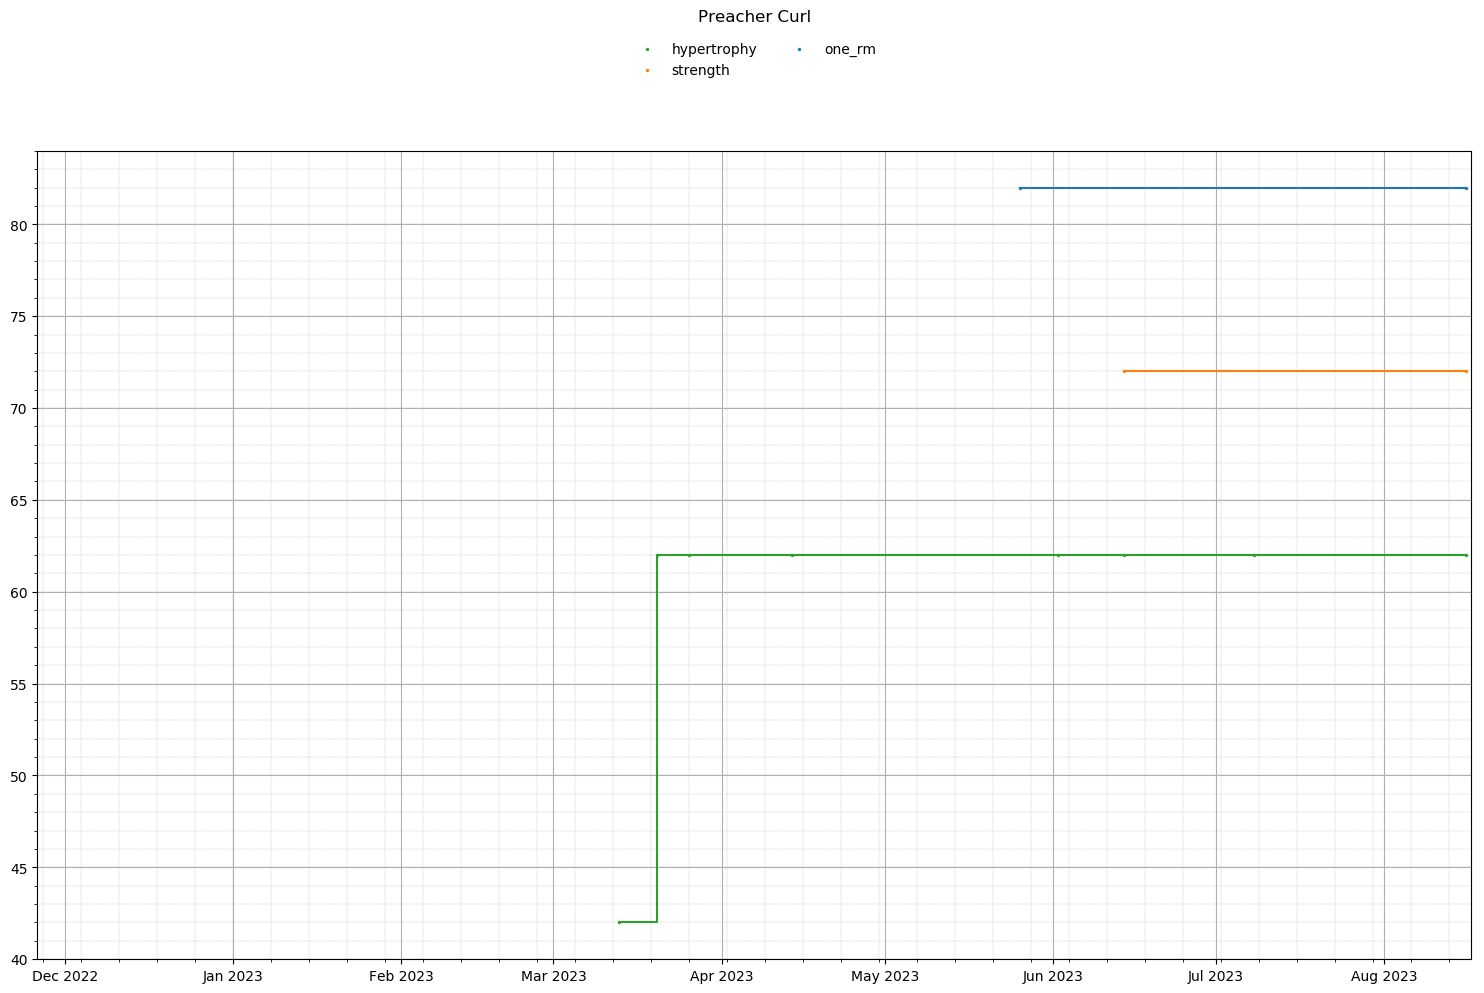 Preacher Curl
hypertrophy
strength
one_rm
80
75
70
65
60
55
50
45
40
Dec 2022
Jan 2023
Feb 2023
Mar 2023
Apr 2023
May 2023
Jun 2023
Jul 2023
Aug 2023